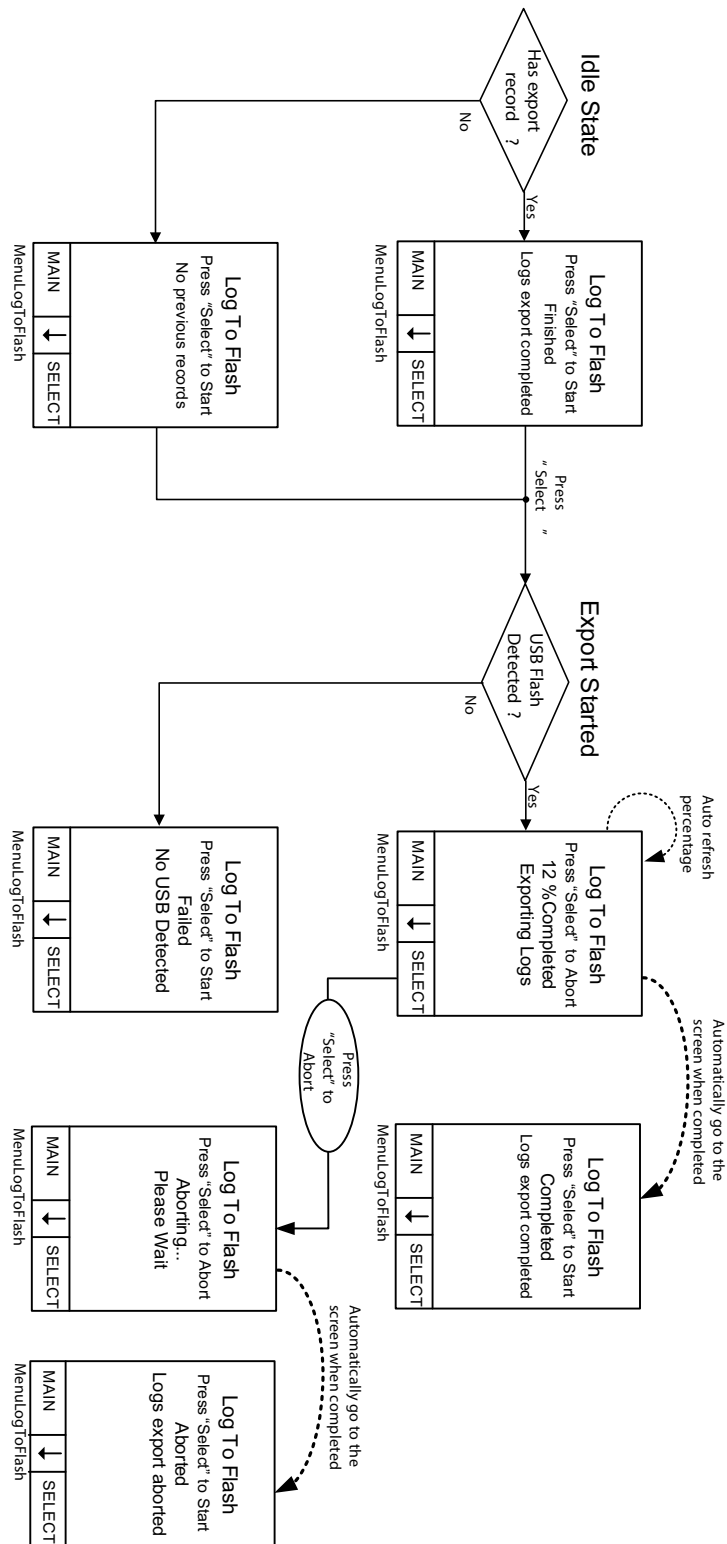 Idle State
Has export
record ?
Yes
No
Log To Flash
Press “Select” to Start
Finished
Logs export completed
MAIN
SELECT
MenuLogToFlash
Log To Flash
Press “Select” to Start
No previous records
MAIN
SELECT
MenuLogToFlash
Press
“ Select ”
Export Started
USB Flash
Detected ?
Yes
No
Auto refresh
percentage
Log To Flash
Press “Select” to Abort
12 %Completed
Exporting Logs
MAIN
SELECT
MenuLogToFlash
Log To Flash
Press “Select” to Start
Failed
No USB Detected
MAIN
SELECT
MenuLogToFlash
Automatically go to the
screen when completed
Press
“Select” to
Abort
Log To Flash
Press “Select” to Start
Completed
Logs export completed
MAIN
SELECT
MenuLogToFlash
Log To Flash
Press “Select” to Abort
Aborting...
Please Wait
MAIN
SELECT
MenuLogToFlash
Automatically go to the
screen when completed
Log To Flash
Press “Select” to Start
Aborted
Logs export aborted
MAIN
SELECT
MenuLogToFlash